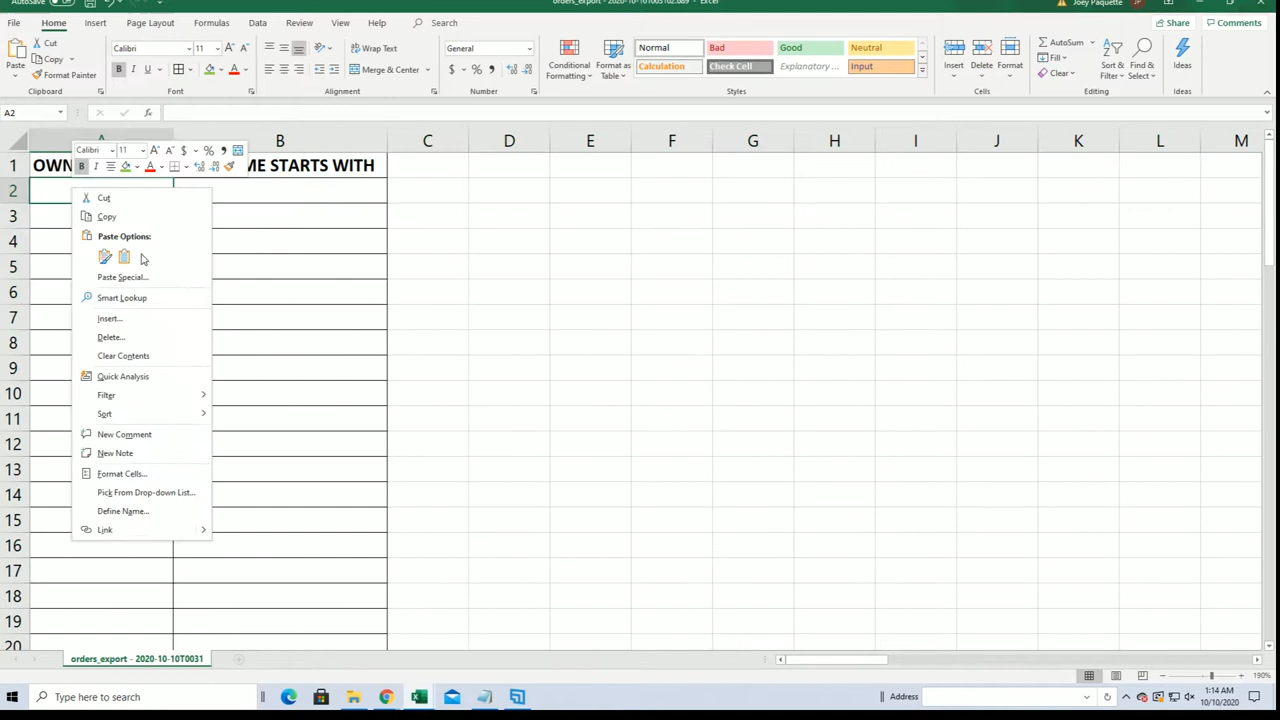 AutoSave Off orders_export - 2020-10-10T003102.689 - Excel Joey Paquette JP
File Home Insert Page Layout Formulas Data Review View Help Search Share Comments
Cut
Copy
Format Painter
Paste
Clipboard
Calibri 11
B I U
Font
Wrap Text
Merge & Center
Alignment
General
Number
Conditional Formatting
Format as Table
Normal Bad Good Neutral
Calculation Check Cell Explanatory ... Input
Styles
Insert Delete Format
Cells
AutoSum
Fill
Clear
Sort & Filter
Find & Select
Editing
Ideas
Ideas
A2
A B C D E F G H I J K L M
Calibri 11
B I A
1 OWN ME STARTS WITH
2
3
4
5
6
7
8
9
10
11
12
13
14
15
16
17
18
19
20
Cut
Copy
Paste Options:
Paste Special...
Smart Lookup
Insert...
Delete...
Clear Contents
Quick Analysis
Filter
Sort
New Comment
New Note
Format Cells...
Pick From Drop-down List...
Define Name...
Link
orders_export - 2020-10-10T0031
190%
Type here to search
Address
1:14 AM
10/10/2020